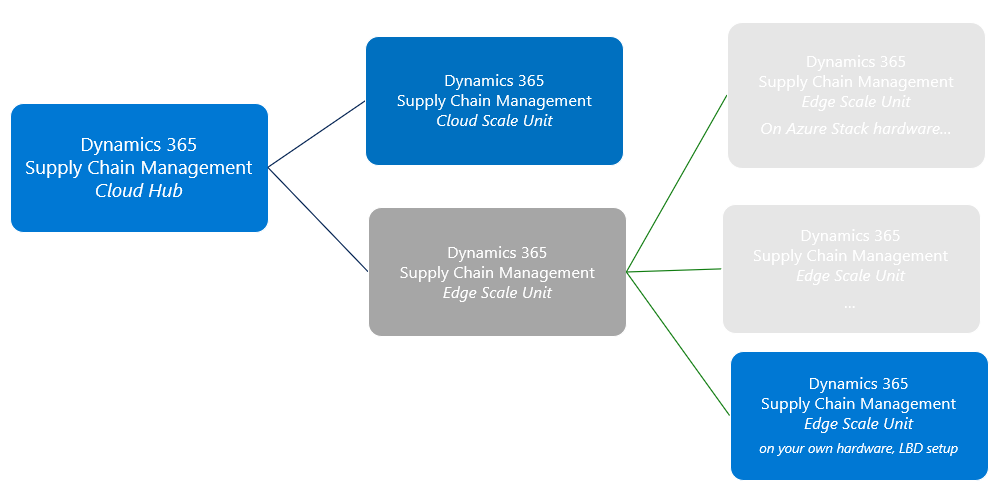 Dynamics 365
Supply Chain Management
Cloud Hub
Dynamics 365
Supply Chain Management
Cloud Scale Unit
Dynamics 365
Supply Chain Management
Edge Scale Unit
Dynamics 365
Supply Chain Management
Edge Scale Unit
On Azure Stack hardware...
Dynamics 365
Supply Chain Management
Edge Scale Unit
...
Dynamics 365
Supply Chain Management
Edge Scale Unit
on your own hardware, LBD setup